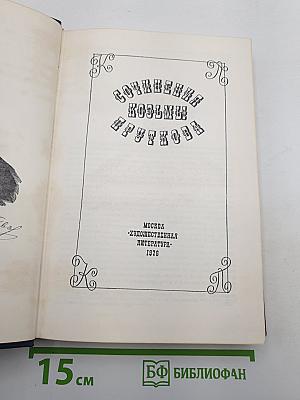 К
П
СОЧИНЕНИЯ
КОЗЬМЫ
ПРУТКОВА
МОСКВА
«ХУДОЖЕСТВЕННАЯ
ЛИТЕРАТУРА»
1976
К
П
15 см
БФ БИБЛИОФАН